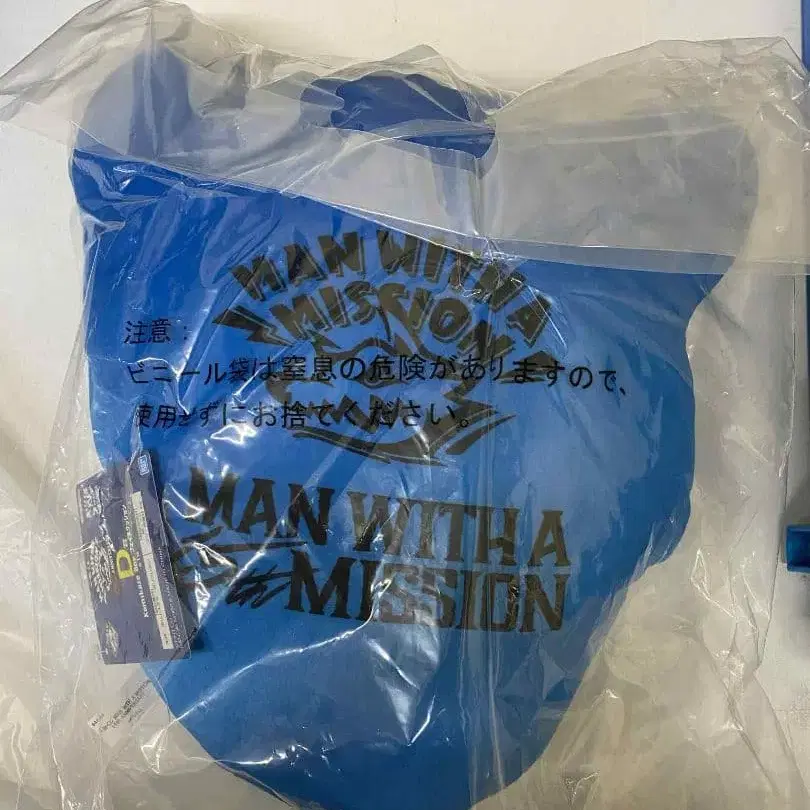 MAN WITH A
MISSION
注意：
ビニール袋は窒息の危険がありますので、
使用せずにお捨てください。
MAN WITH A
MISSION
D